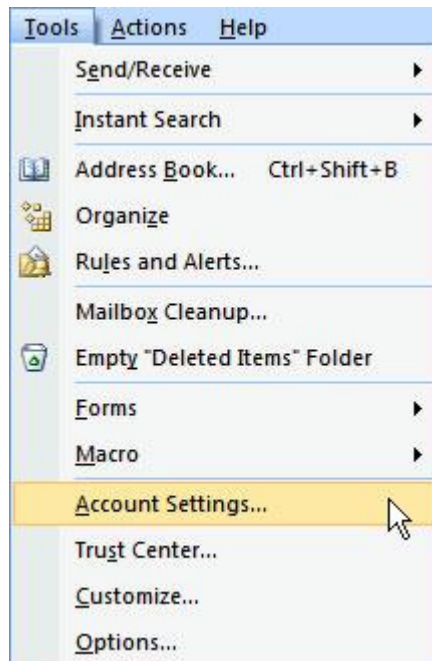 Tools Actions Help
Send/Receive
Instant Search
Address Book... Ctrl+Shift+B
Organize
Rules and Alerts...
Mailbox Cleanup...
Empty "Deleted Items" Folder
Forms
Macro
Account Settings...
Trust Center...
Customize...
Options...